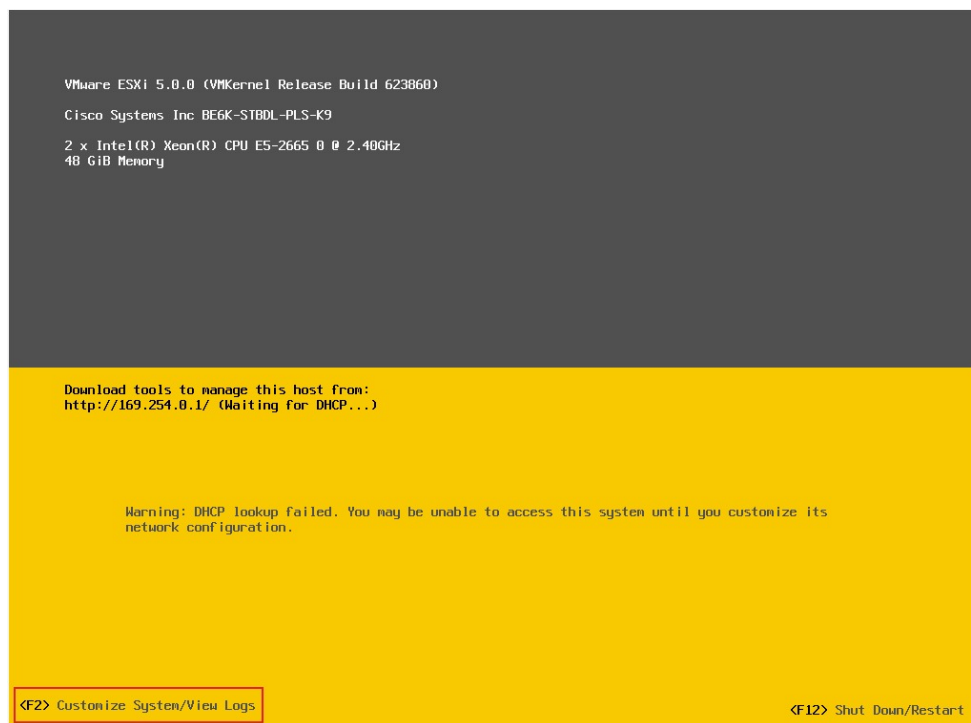 VMware ESXi 5.0.0 (VMKernel Release Build 623860)
Cisco Systems Inc BE6K-STBDL-PLS-K9
2 x Intel(R) Xeon(R) CPU E5-2665 0 @ 2.40GHz
48 GiB Memory
Download tools to manage this host from:
http://169.254.0.1/ (Waiting for DHCP...)
Warning: DHCP lookup failed. You may be unable to access this system until you customize its
network configuration.
<F2> Customize System/View Logs
<F12> Shut Down/Restart